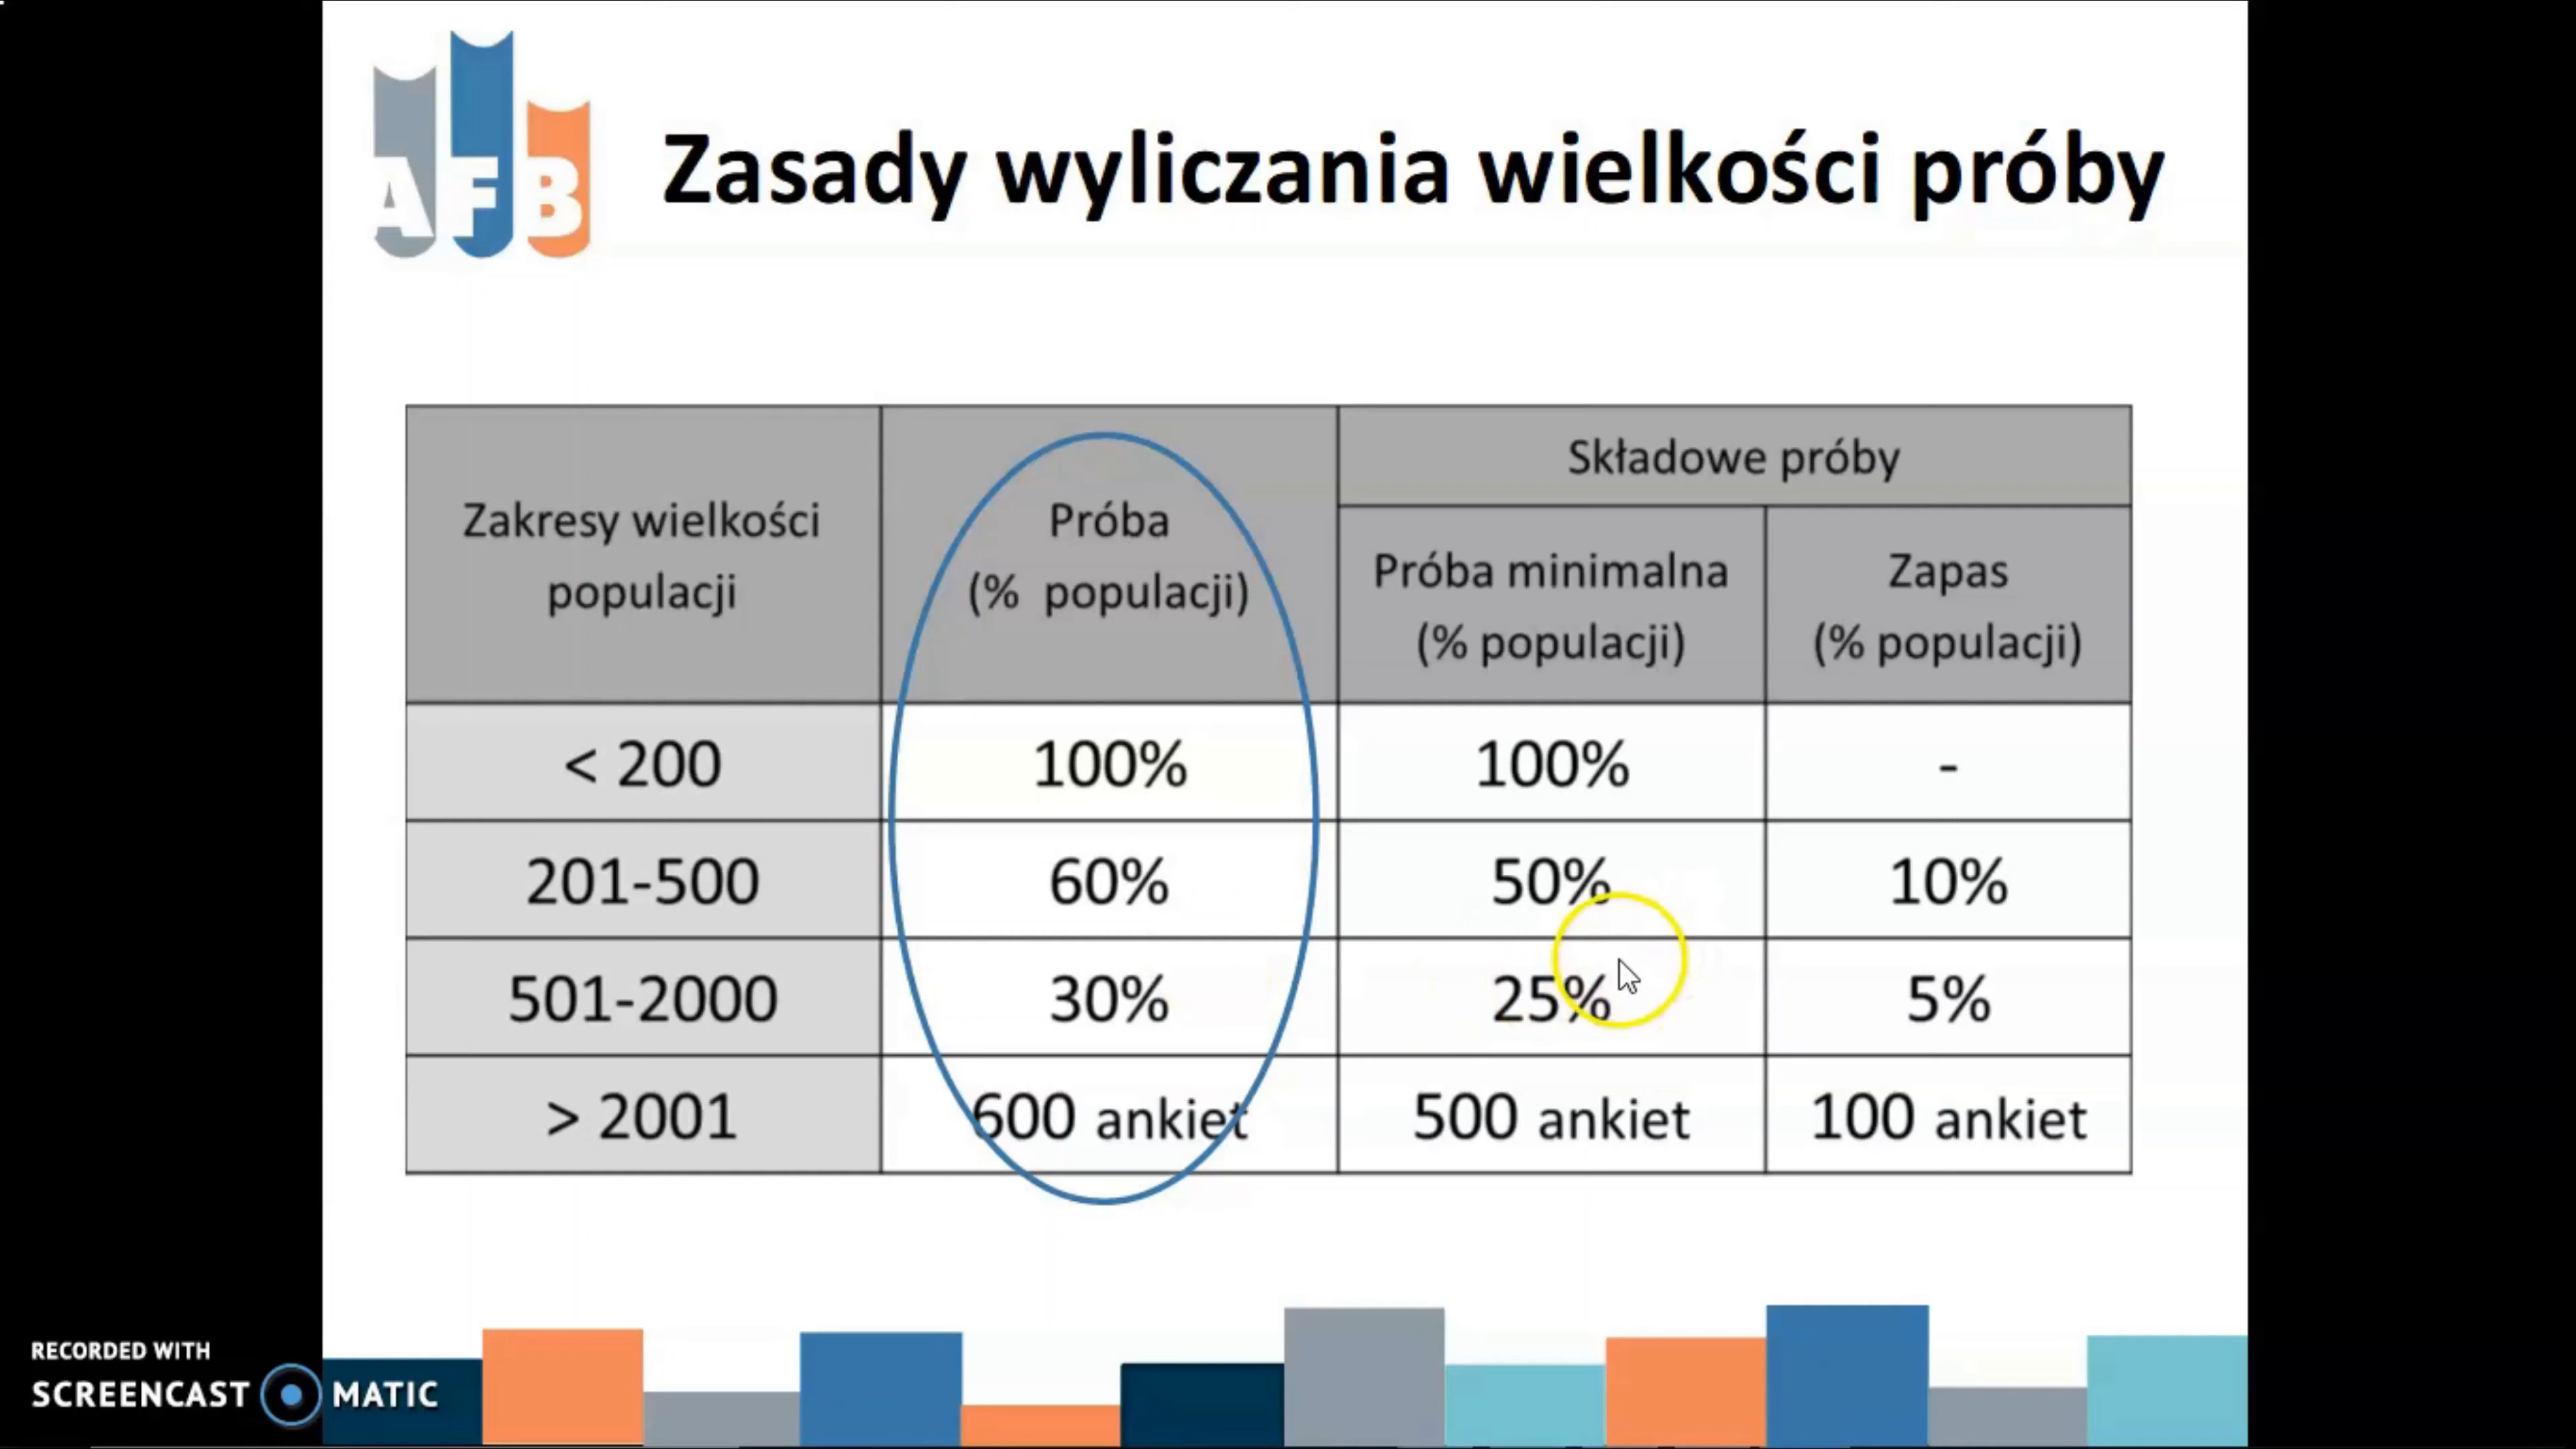 AFB
Zasady wyliczania wielkości próby
Zakresy wielkości
populacji
Próba
(% populacji)
Składowe próby
Próba minimalna
(% populacji)
Zapas
(% populacji)
< 200
100%
100%
-
201-500
60%
50%
10%
501-2000
30%
25%
5%
> 2001
600 ankiet
500 ankiet
100 ankiet
RECORDED WITH
SCREENCAST MATIC